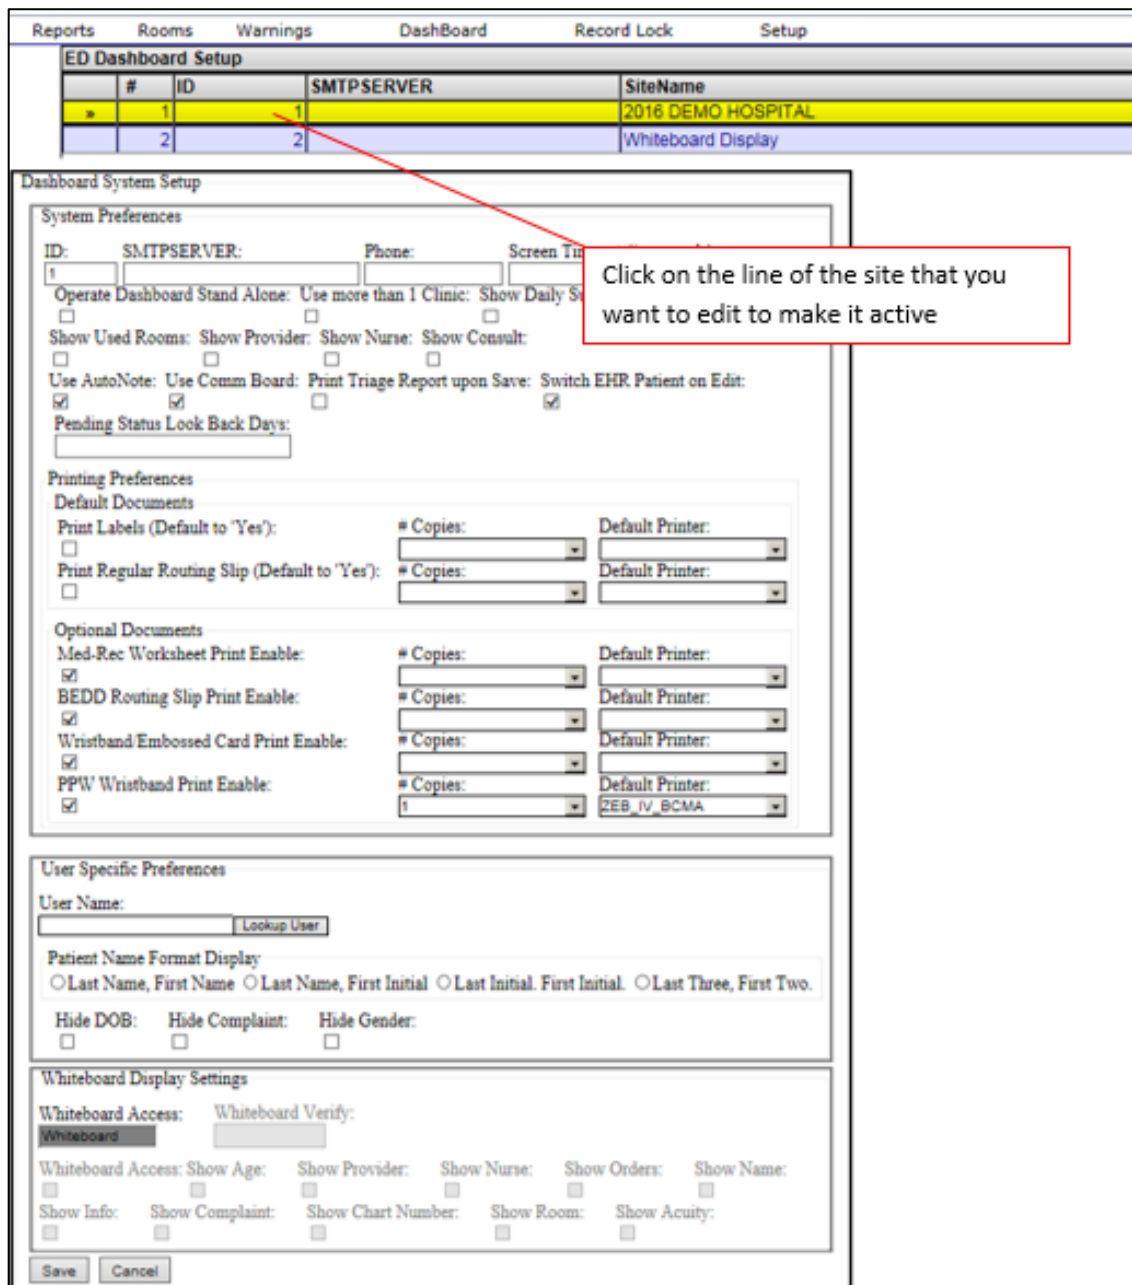 Reports Rooms Warnings DashBoard Record Lock Setup
ED Dashboard Setup
# ID SMTPSERVER SiteName
» 1 1 2016 DEMO HOSPITAL
2 2 Whiteboard Display
Dashboard System Setup
System Preferences
ID: SMTPSERVER: Phone: Screen
1
Click on the line of the site that you
want to edit to make it active
Operate Dashboard Stand Alone: Use more than 1 Clinic: Show Daily
Show Used Rooms: Show Provider: Show Nurse: Show Consult:
Use AutoNote: Use Comm Board: Print Triage Report upon Save: Switch EHR Patient on Edit:
Pending Status Look Back Days:
Printing Preferences
Default Documents
Print Labels (Default to 'Yes'): # Copies: Default Printer:
Print Regular Routing Slip (Default to 'Yes'): # Copies: Default Printer:
Optional Documents
Med-Rec Worksheet Print Enable: # Copies: Default Printer:
BEDD Routing Slip Print Enable: # Copies: Default Printer:
Wristband/Embossed Card Print Enable: # Copies: Default Printer:
PPW Wristband Print Enable: # Copies: Default Printer:
1 ZEB_IV_BCMA
User Specific Preferences
User Name:
Lookup User
Patient Name Format Display
Last Name, First Name Last Name, First Initial Last Initial. First Initial. Last Three, First Two.
Hide DOB: Hide Complaint: Hide Gender:
Whiteboard Display Settings
Whiteboard Access: Whiteboard Verify:
Whiteboard
Whiteboard Access: Show Age: Show Provider: Show Nurse: Show Orders: Show Name:
Show Info: Show Complaint: Show Chart Number: Show Room: Show Acuity:
Save Cancel